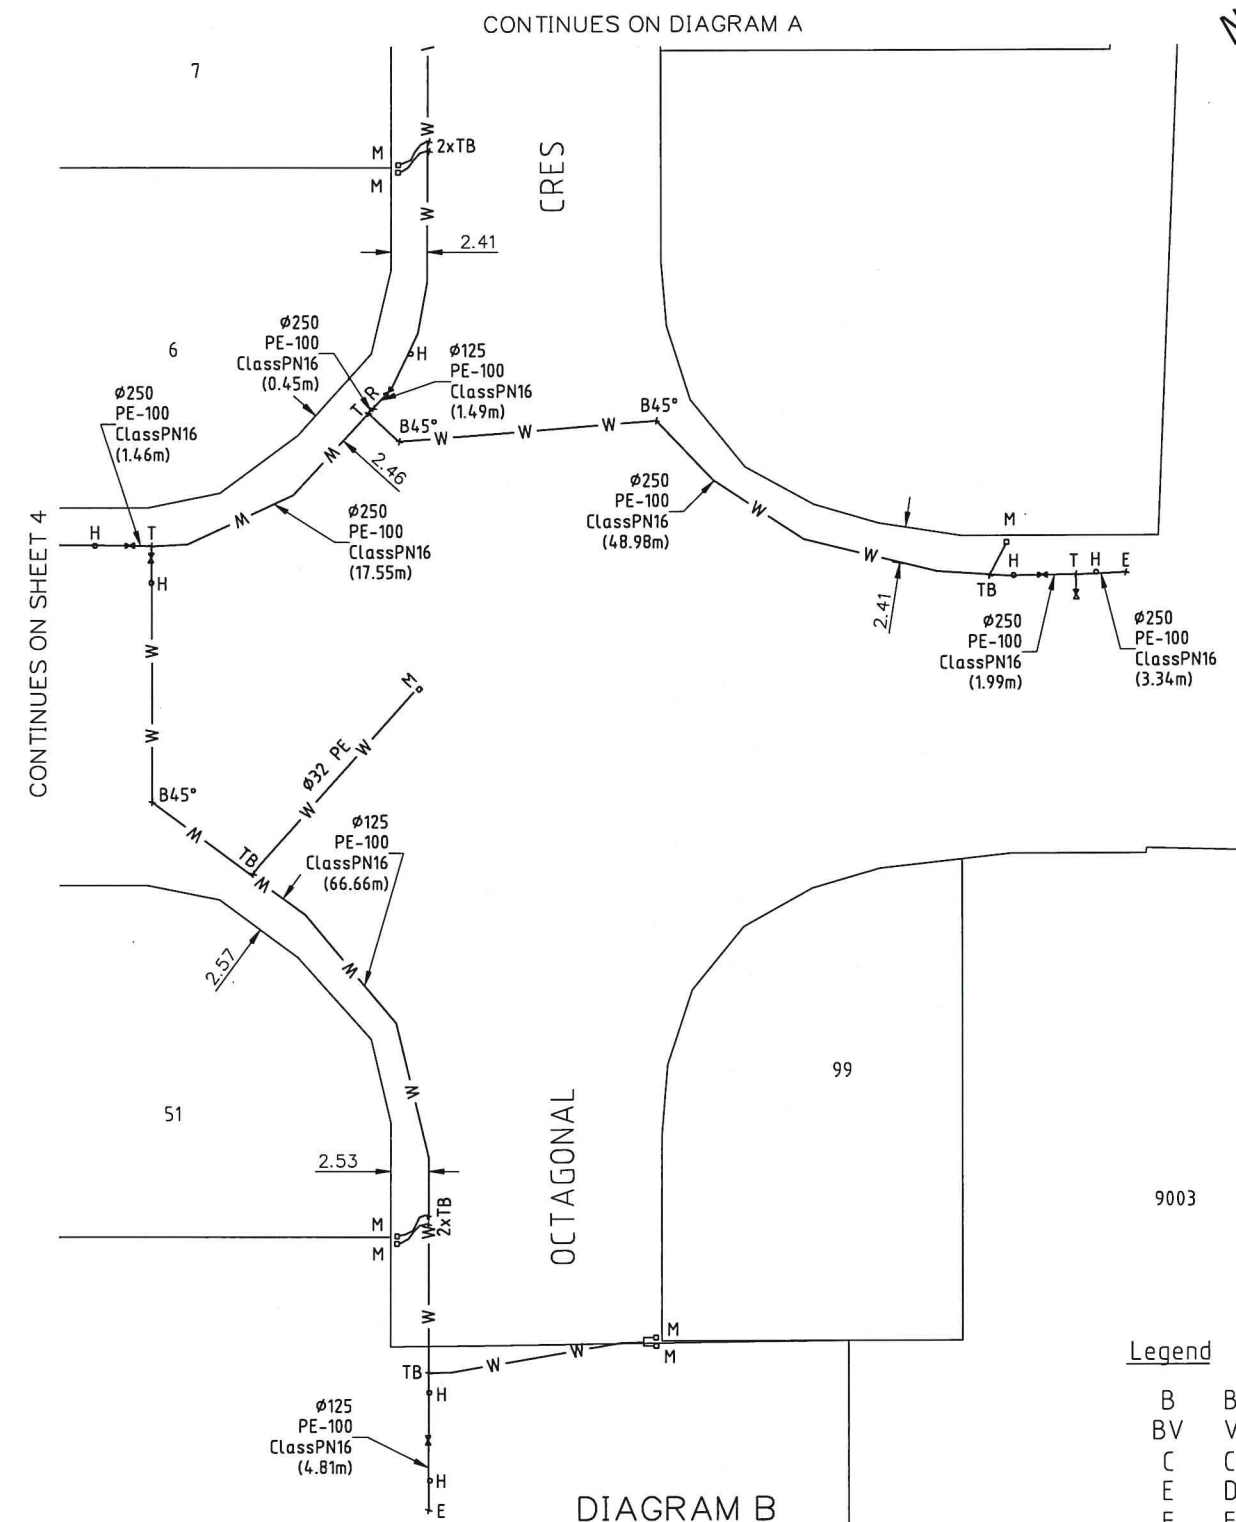 CONTINUES ON DIAGRAM A
7
M
M
W
2xTB
W
CRES
2.41
6
Ø250
PE-100
ClassPN16
(0.45m)
H
Ø125
PE-100
ClassPN16
(1.49m)
R
T
Ø250
PE-100
ClassPN16
(1.46m)
B45°
W
W
W
B45°
W
2.46
W
Ø250
PE-100
ClassPN16
(17.55m)
H
T
H
Ø250
PE-100
ClassPN16
(48.98m)
W
W
2.41
M
TB
H
T
H
E
Ø250
PE-100
ClassPN16
(1.99m)
Ø250
PE-100
ClassPN16
(3.34m)
CONTINUES ON SHEET 4
W
W
B45°
W
TB
W
Ø32 PE
W
W
M
Ø125
PE-100
ClassPN16
(66.66m)
2.57
W
W
51
2.53
M
M
2xTB
W
W
OCTAGONAL
99
9003
M
M
TB
W
W
H
Ø125
PE-100
ClassPN16
(4.81m)
H
E
DIAGRAM B
Legend
B B
BV V
C C
E D